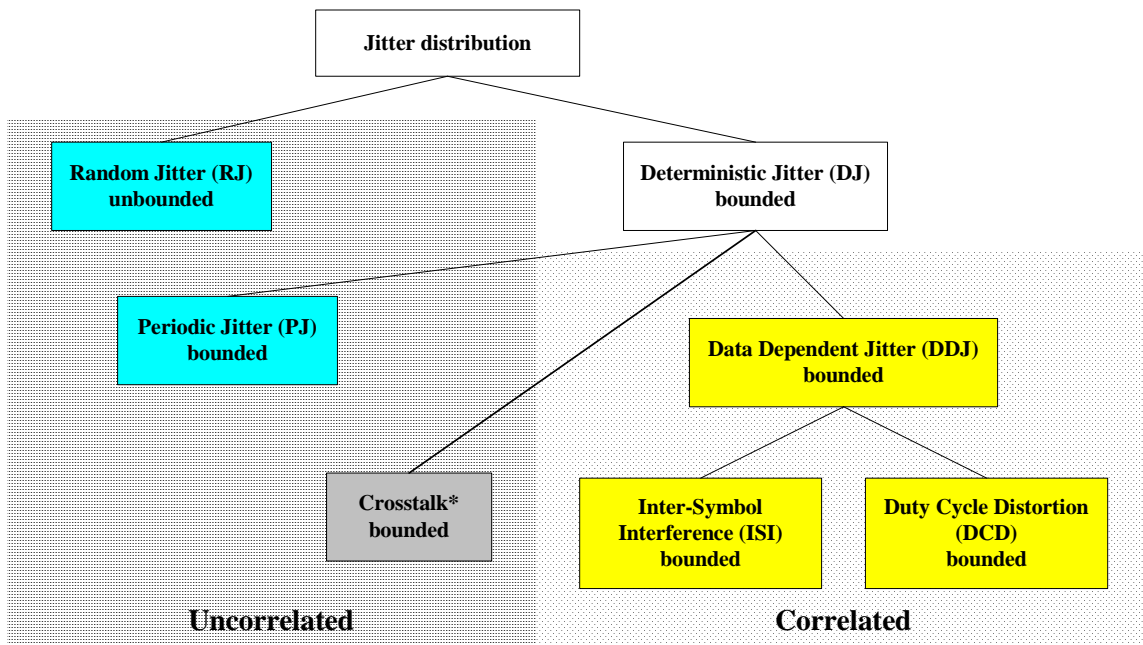 Jitter distribution
Random Jitter (RJ)
unbounded
Deterministic Jitter (DJ)
bounded
Periodic Jitter (PJ)
bounded
Data Dependent Jitter (DDJ)
bounded
Crosstalk*
bounded
Inter-Symbol
Interference (ISI)
bounded
Duty Cycle Distortion
(DCD)
bounded
Uncorrelated
Correlated